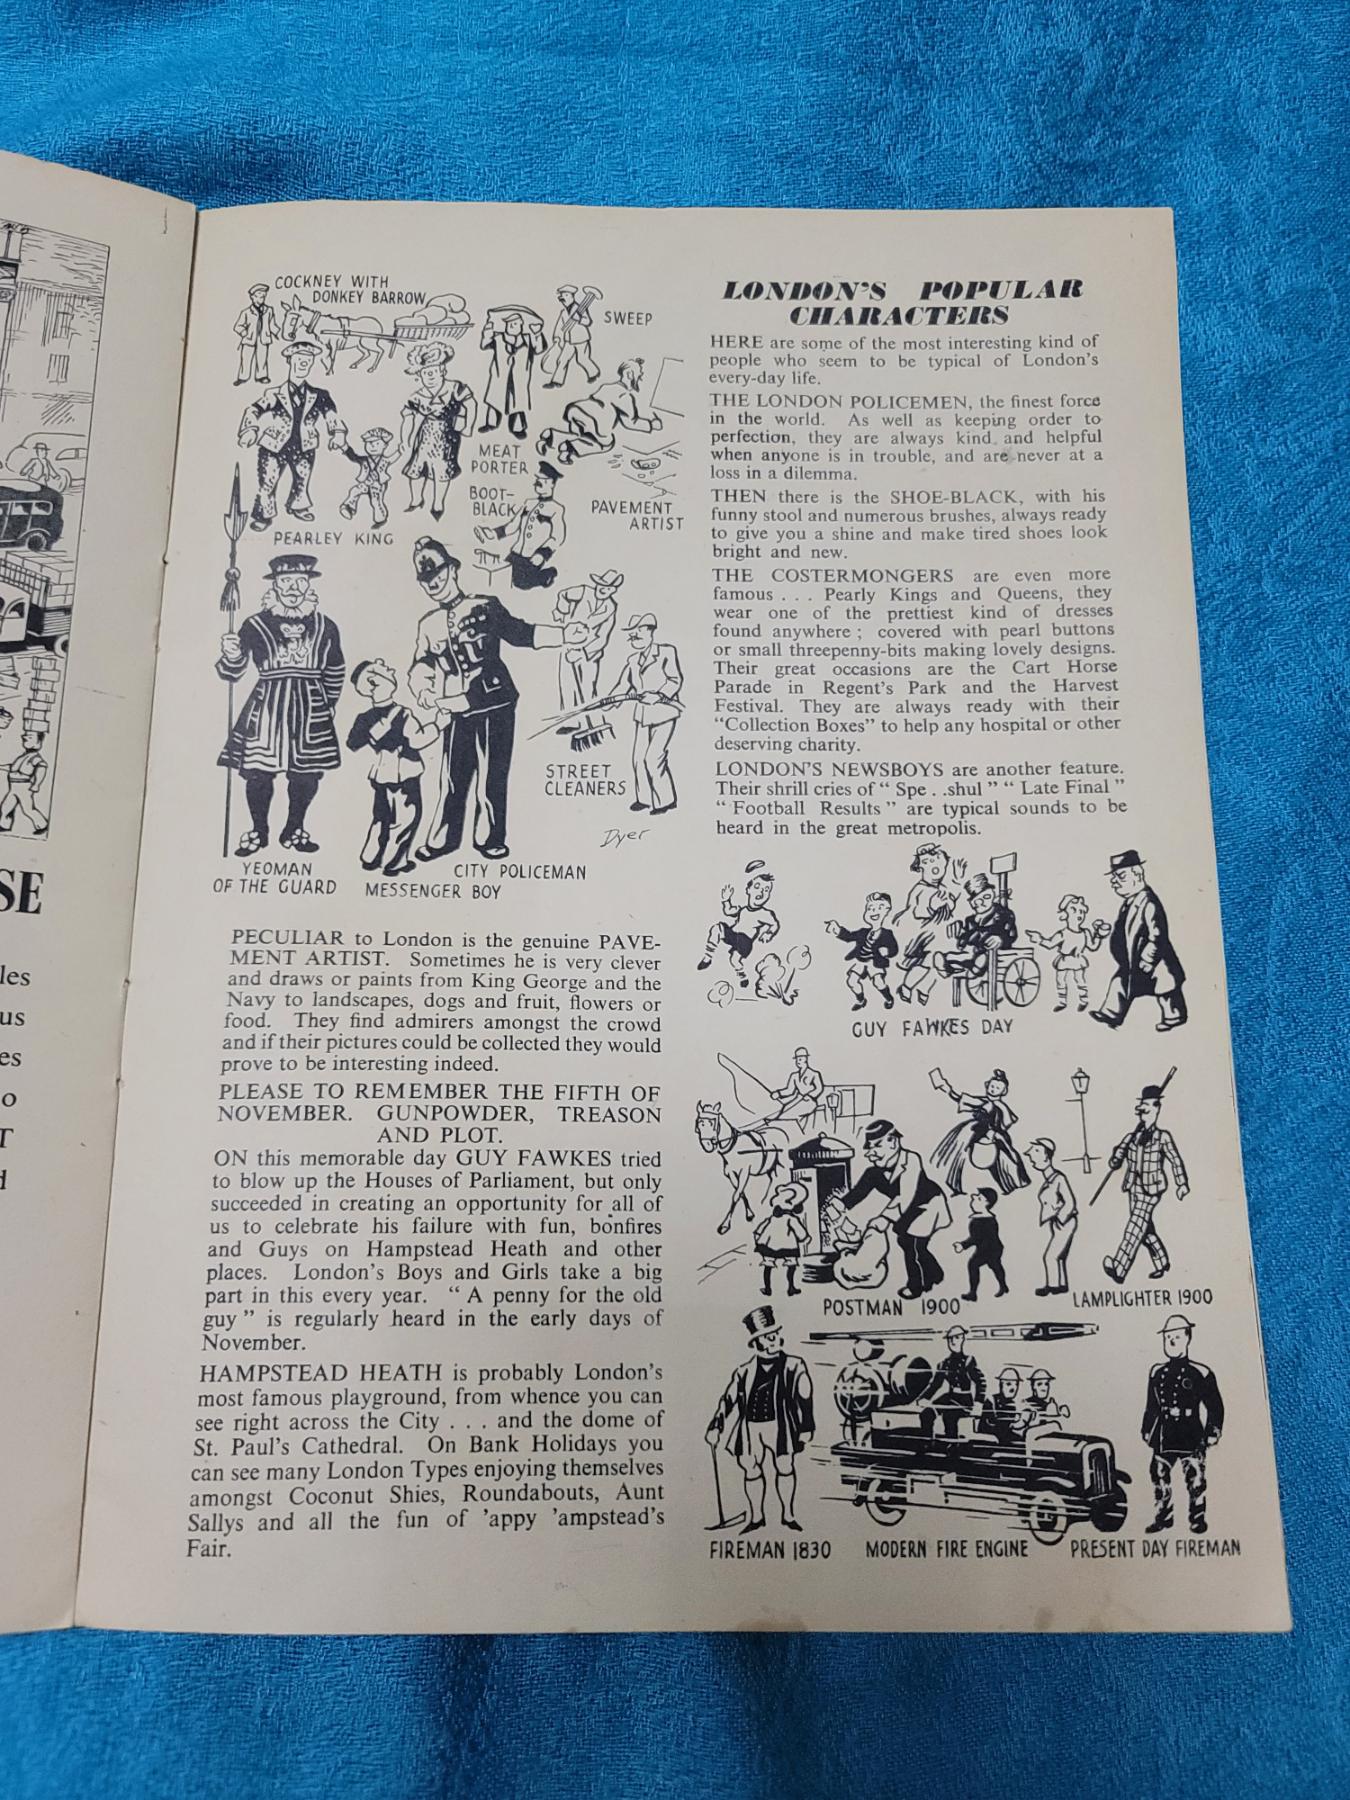 SE
les
us
es
o
T
COCKNEY WITH
DONKEY BARROW
SWEEP
MEAT
PORTER
BOOT-
BLACK
PAVEMENT
ARTIST
PEARLEY KING
STREET
CLEANERS
Dyer
YEOMAN
OF THE GUARD
CITY POLICEMAN
MESSENGER BOY
PECULIAR to London is the genuine PAVE-
MENT ARTIST. Sometimes he is very clever
and draws or paints from King George and the
Navy to landscapes, dogs and fruit, flowers or
food. They find admirers amongst the crowd
and if their pictures could be collected they would
prove to be interesting indeed.
PLEASE TO REMEMBER THE FIFTH OF
NOVEMBER. GUNPOWDER, TREASON
AND PLOT.
ON this memorable day GUY FAWKES tried
to blow up the Houses of Parliament, but only
succeeded in creating an opportunity for all of
us to celebrate his failure with fun, bonfires
and Guys on Hampstead Heath and other
places. London's Boys and Girls take a big
part in this every year. “ A penny for the old
guy ” is regularly heard in the early days of
November.
HAMPSTEAD HEATH is probably London's
most famous playground, from whence you can
see right across the City . . . and the dome of
St. Paul's Cathedral. On Bank Holidays you
can see many London Types enjoying themselves
amongst Coconut Shies, Roundabouts, Aunt
Sallys and all the fun of 'appy 'ampstead's
Fair.
LONDON'S POPULAR
CHARACTERS
HERE are some of the most interesting kind of
people who seem to be typical of London's
every-day life.
THE LONDON POLICEMEN, the finest force
in the world. As well as keeping order to
perfection, they are always kind and helpful
when anyone is in trouble, and are never at a
loss in a dilemma.
THEN there is the SHOE-BLACK, with his
funny stool and numerous brushes, always ready
to give you a shine and make tired shoes look
bright and new.
THE COSTERMONGERS are even more
famous . . . Pearly Kings and Queens, they
wear one of the prettiest kind of dresses
found anywhere ; covered with pearl buttons
or small threepenny-bits making lovely designs.
Their great occasions are the Cart Horse
Parade in Regent's Park and the Harvest
Festival. They are always ready with their
“Collection Boxes” to help any hospital or other
deserving charity.
LONDON'S NEWSBOYS are another feature.
Their shrill cries of “ Spe . .shul ” “ Late Final ”
“ Football Results ” are typical sounds to be
heard in the great metropolis.
GUY FAWKES DAY
POSTMAN 1900
LAMPLIGHTER 1900
FIREMAN 1830
MODERN FIRE ENGINE
PRESENT DAY FIREMAN